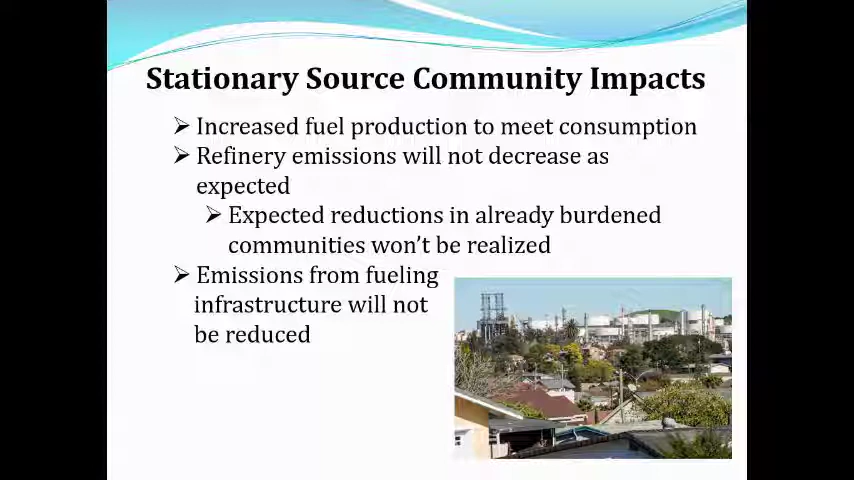 Stationary Source Community Impacts
Increased fuel production to meet consumption
Refinery emissions will not decrease as
expected
Expected reductions in already burdened
communities won’t be realized
Emissions from fueling
infrastructure will not
be reduced